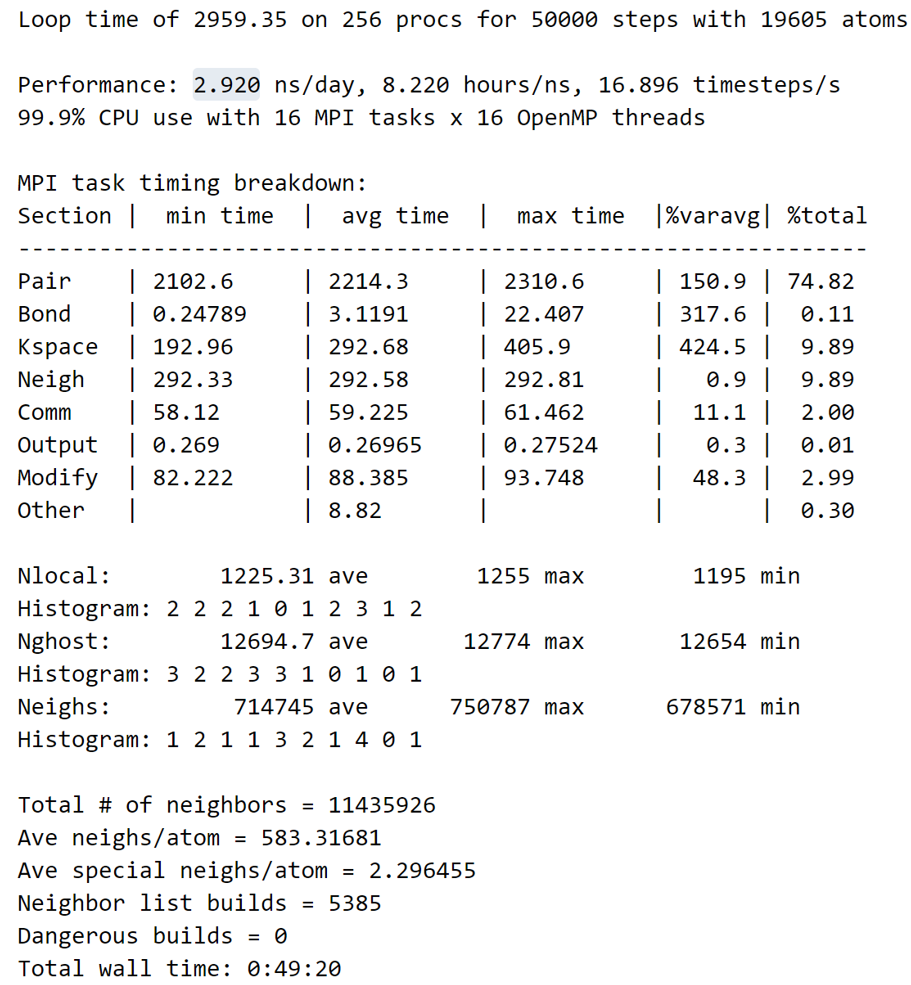 Loop time of 2959.35 on 256 procs for 50000 steps with 19605 atoms
Performance: 2.920 ns/day, 8.220 hours/ns, 16.896 timesteps/s
99.9% CPU use with 16 MPI tasks x 16 OpenMP threads
MPI task timing breakdown:
Section |  min time  |  avg time  |  max time  |%varavg| %total
---------------------------------------------------------------
Pair    | 2102.6     | 2214.3     | 2310.6     | 150.9 | 74.82
Bond    | 0.24789    | 3.1191     | 22.407     | 317.6 |  0.11
Kspace  | 192.96     | 292.68     | 405.9      | 424.5 |  9.89
Neigh   | 292.33     | 292.58     | 292.81     |   0.9 |  9.89
Comm    | 58.12      | 59.225     | 61.462     |  11.1 |  2.00
Output  | 0.269      | 0.26965    | 0.27524    |   0.3 |  0.01
Modify  | 82.222     | 88.385     | 93.748     |  48.3 |  2.99
Other   |            | 8.82       |            |       |  0.30
Nlocal:        1225.31 ave        1255 max        1195 min
Histogram: 2 2 2 1 0 1 2 3 1 2
Nghost:        12694.7 ave       12774 max       12654 min
Histogram: 3 2 2 3 3 1 0 1 0 1
Neighs:         714745 ave      750787 max      678571 min
Histogram: 1 2 1 1 3 2 1 4 0 1
Total # of neighbors = 11435926
Ave neighs/atom = 583.31681
Ave special neighs/atom = 2.296455
Neighbor list builds = 5385
Dangerous builds = 0
Total wall time: 0:49:20